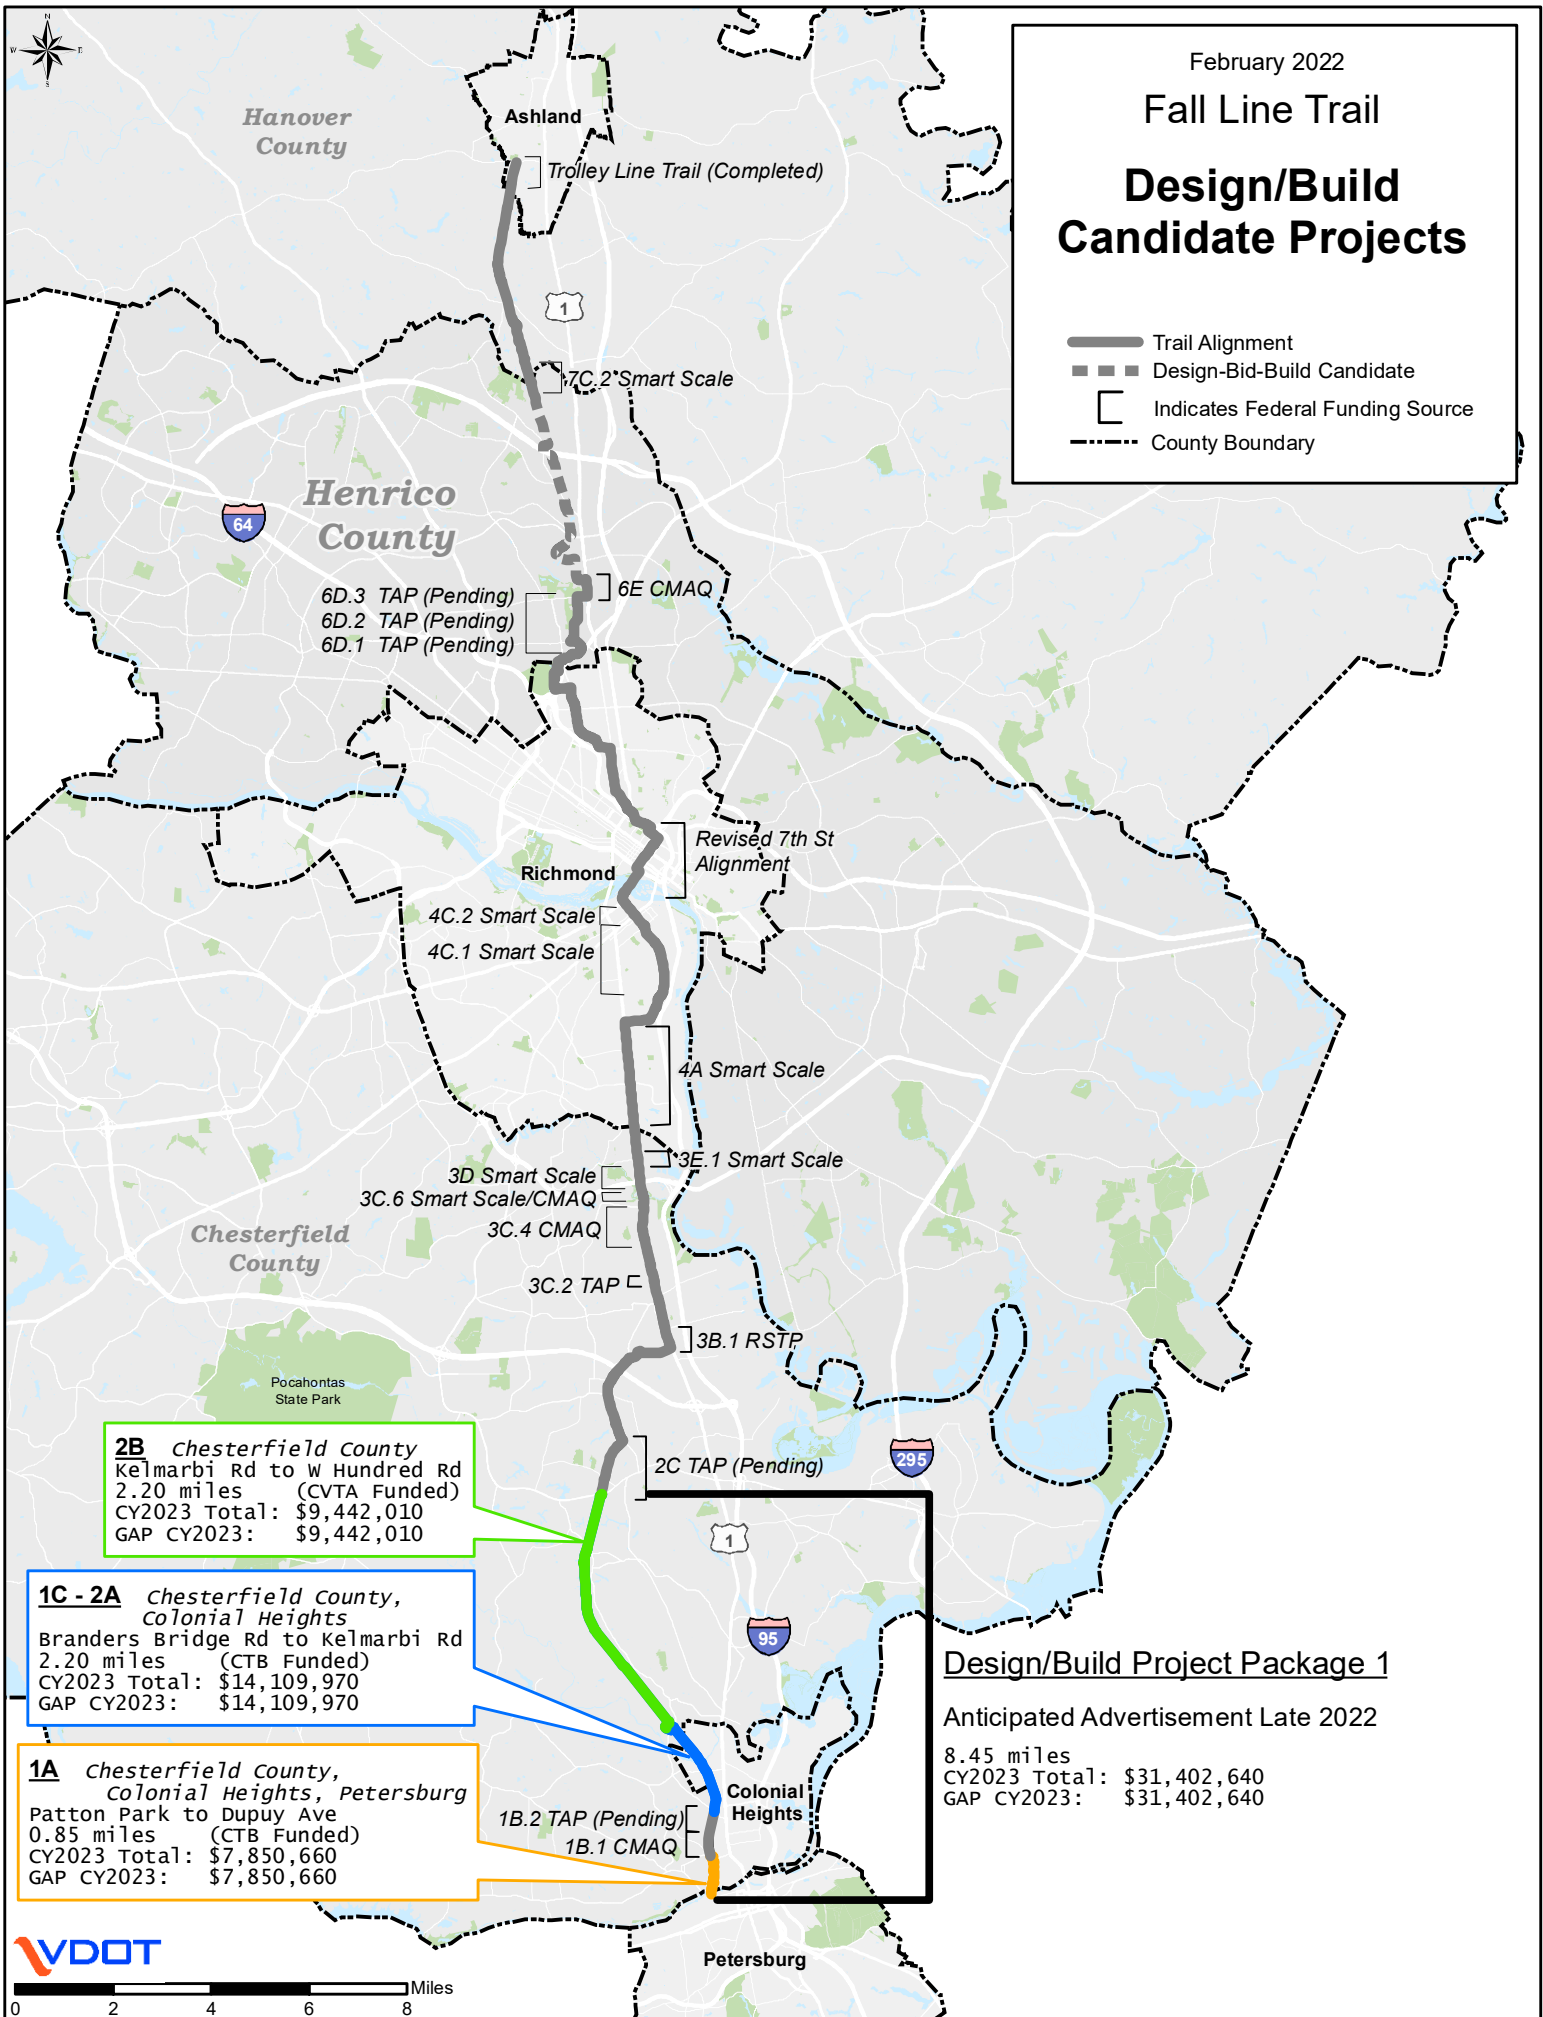 N
W
E
S
February 2022
Fall Line Trail
Design/Build
Candidate Projects
Trail Alignment
Design-Bid-Build Candidate
Indicates Federal Funding Source
County Boundary
Hanover
County
Ashland
Trolley Line Trail (Completed)
1
7C.2 Smart Scale
Henrico
County
64
6E CMAQ
6D.3 TAP (Pending)
6D.2 TAP (Pending)
6D.1 TAP (Pending)
Revised 7th St
Alignment
Richmond
4C.2 Smart Scale
4C.1 Smart Scale
4A Smart Scale
3E.1 Smart Scale
3D Smart Scale
3C.6 Smart Scale/CMAQ
3C.4 CMAQ
Chesterfield
County
3C.2 TAP
3B.1 RSTP
Pocahontas
State Park
2C TAP (Pending)
295
2B Chesterfield County
Kelmarbi Rd to W Hundred Rd
2.20 miles (CVTA Funded)
CY2023 Total: $9,442,010
GAP CY2023: $9,442,010
1
1C - 2A Chesterfield County,
Colonial Heights
Branders Bridge Rd to Kelmarbi Rd
2.20 miles (CTB Funded)
CY2023 Total: $14,109,970
GAP CY2023: $14,109,970
95
Design/Build Project Package 1
Anticipated Advertisement Late 2022
8.45 miles
CY2023 Total: $31,402,640
GAP CY2023: $31,402,640
1A Chesterfield County,
Colonial Heights, Petersburg
Patton Park to Dupuy Ave
0.85 miles (CTB Funded)
CY2023 Total: $7,850,660
GAP CY2023: $7,850,660
Colonial
Heights
1B.2 TAP (Pending)
1B.1 CMAQ
Petersburg
VDOT
Miles
0 2 4 6 8